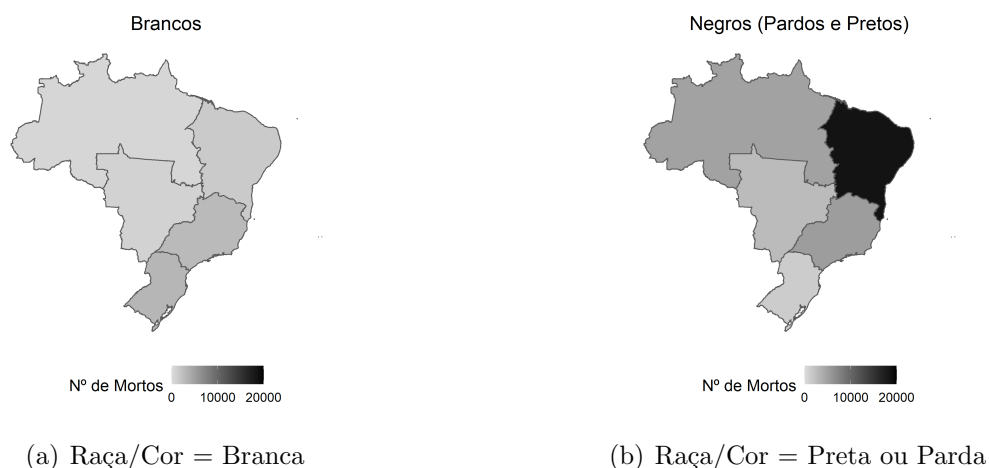 Brancos
Negros (Pardos e Pretos)
Nº de Mortos
0 10000 20000
Nº de Mortos
0 10000 20000
(a) Raça/Cor = Branca
(b) Raça/Cor = Preta ou Parda